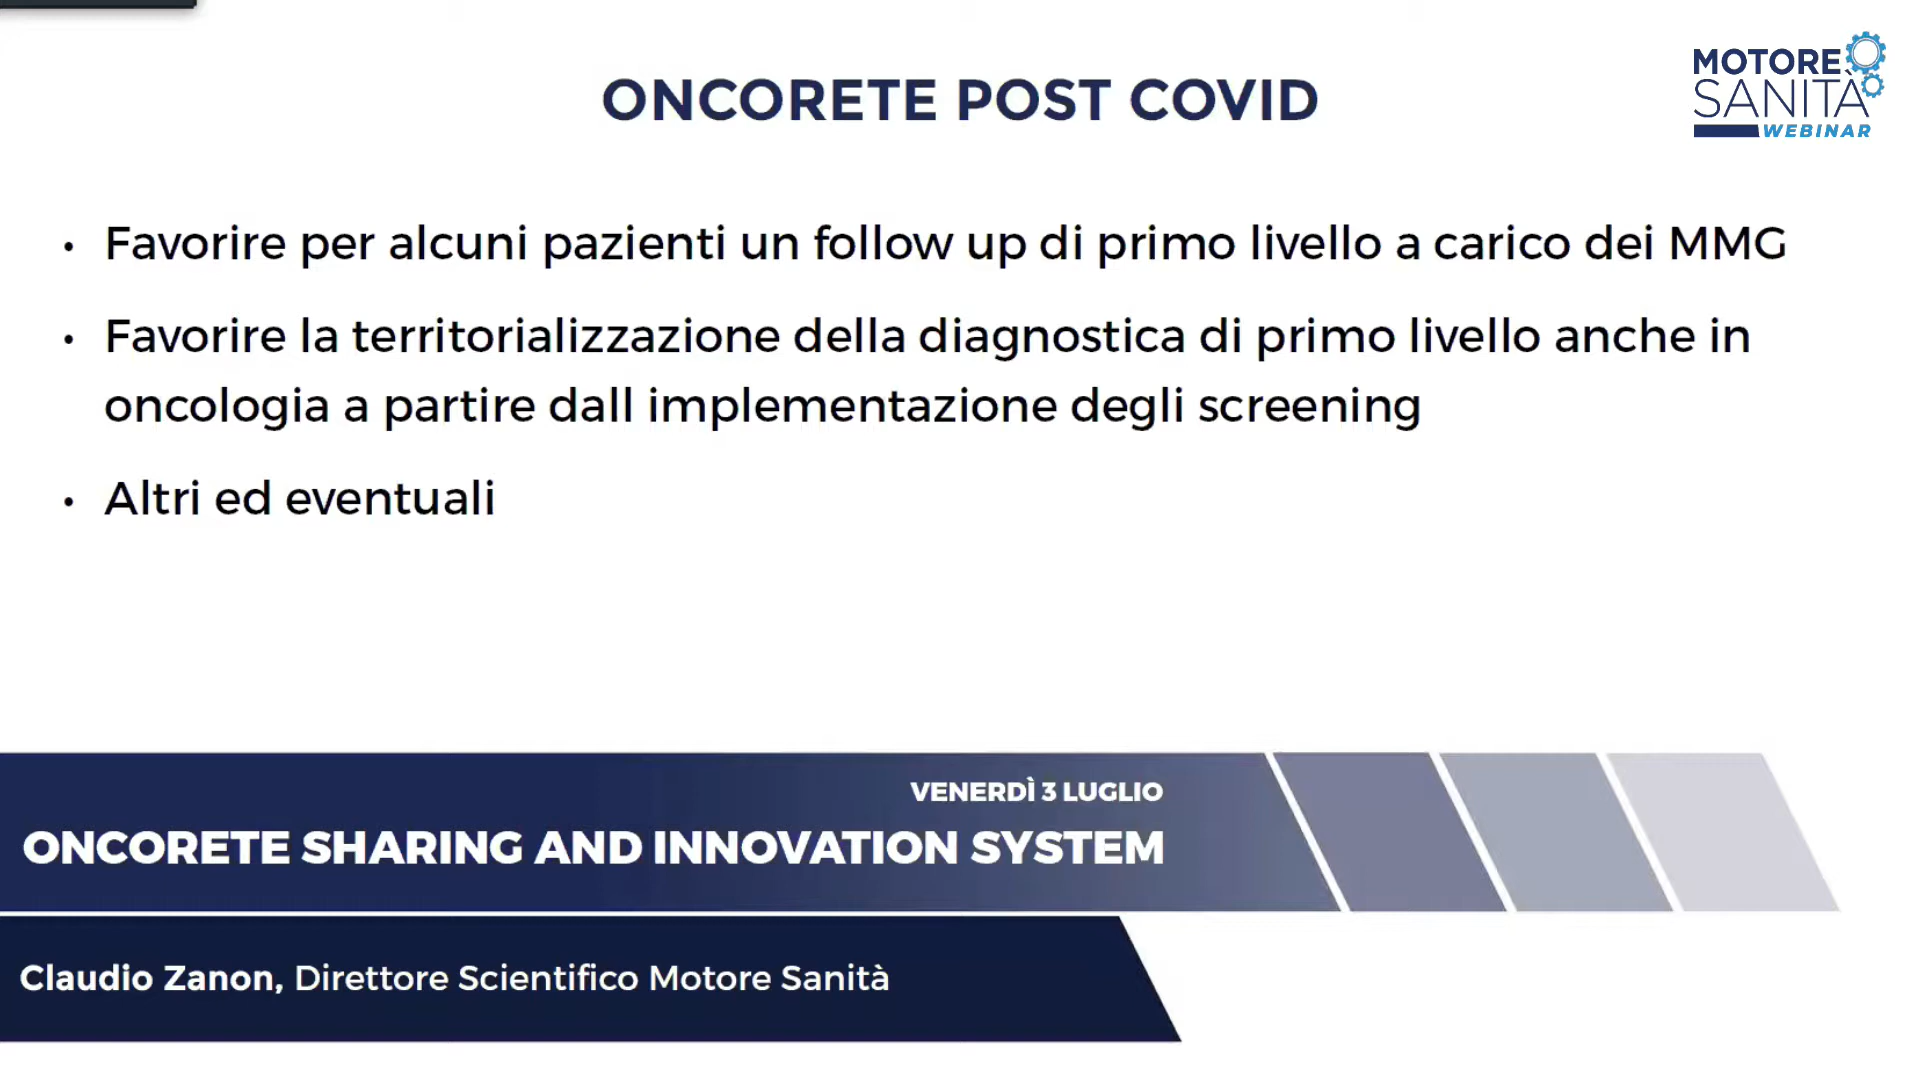 MOTORE
SANITÀ
WEBINAR
ONCORETE POST COVID
• Favorire per alcuni pazienti un follow up di primo livello a carico dei MMG
• Favorire la territorializzazione della diagnostica di primo livello anche in
oncologia a partire dall implementazione degli screening
• Altri ed eventuali
VENERDÌ 3 LUGLIO
ONCORETE SHARING AND INNOVATION SYSTEM
Claudio Zanon, Direttore Scientifico Motore Sanità